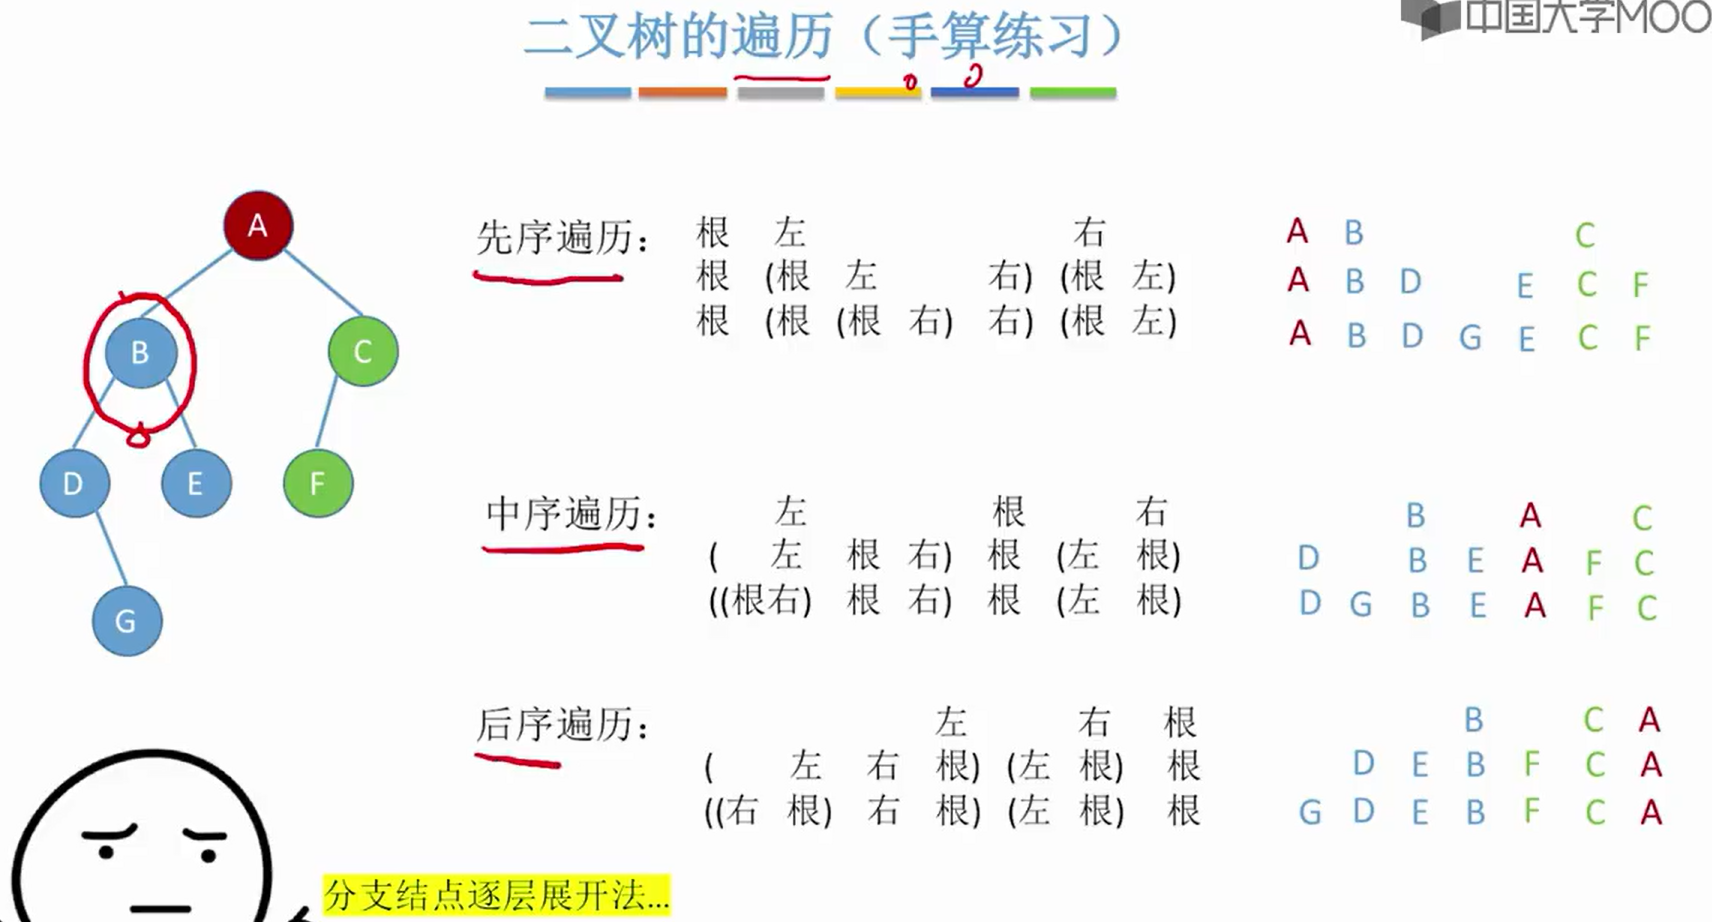 二叉树的遍历（手算练习）
中国大学MOO
A
B
C
D
E
F
G
先序遍历： 根 左 右 A B C
根 (根 左 右) (根 左) A B D E C F
根 (根 (根 右) 右) (根 左) A B D G E C F
中序遍历： 左 根 右 B A C
( 左 根 右) 根 (左 根) D B E A F C
((根右) 根 右) 根 (左 根) D G B E A F C
后序遍历： 左 右 根 B C A
( 左 右 根) (左 根) 根 D E B F C A
((右 根) 右 根) (左 根) 根 G D E B F C A
分支结点逐层展开法...